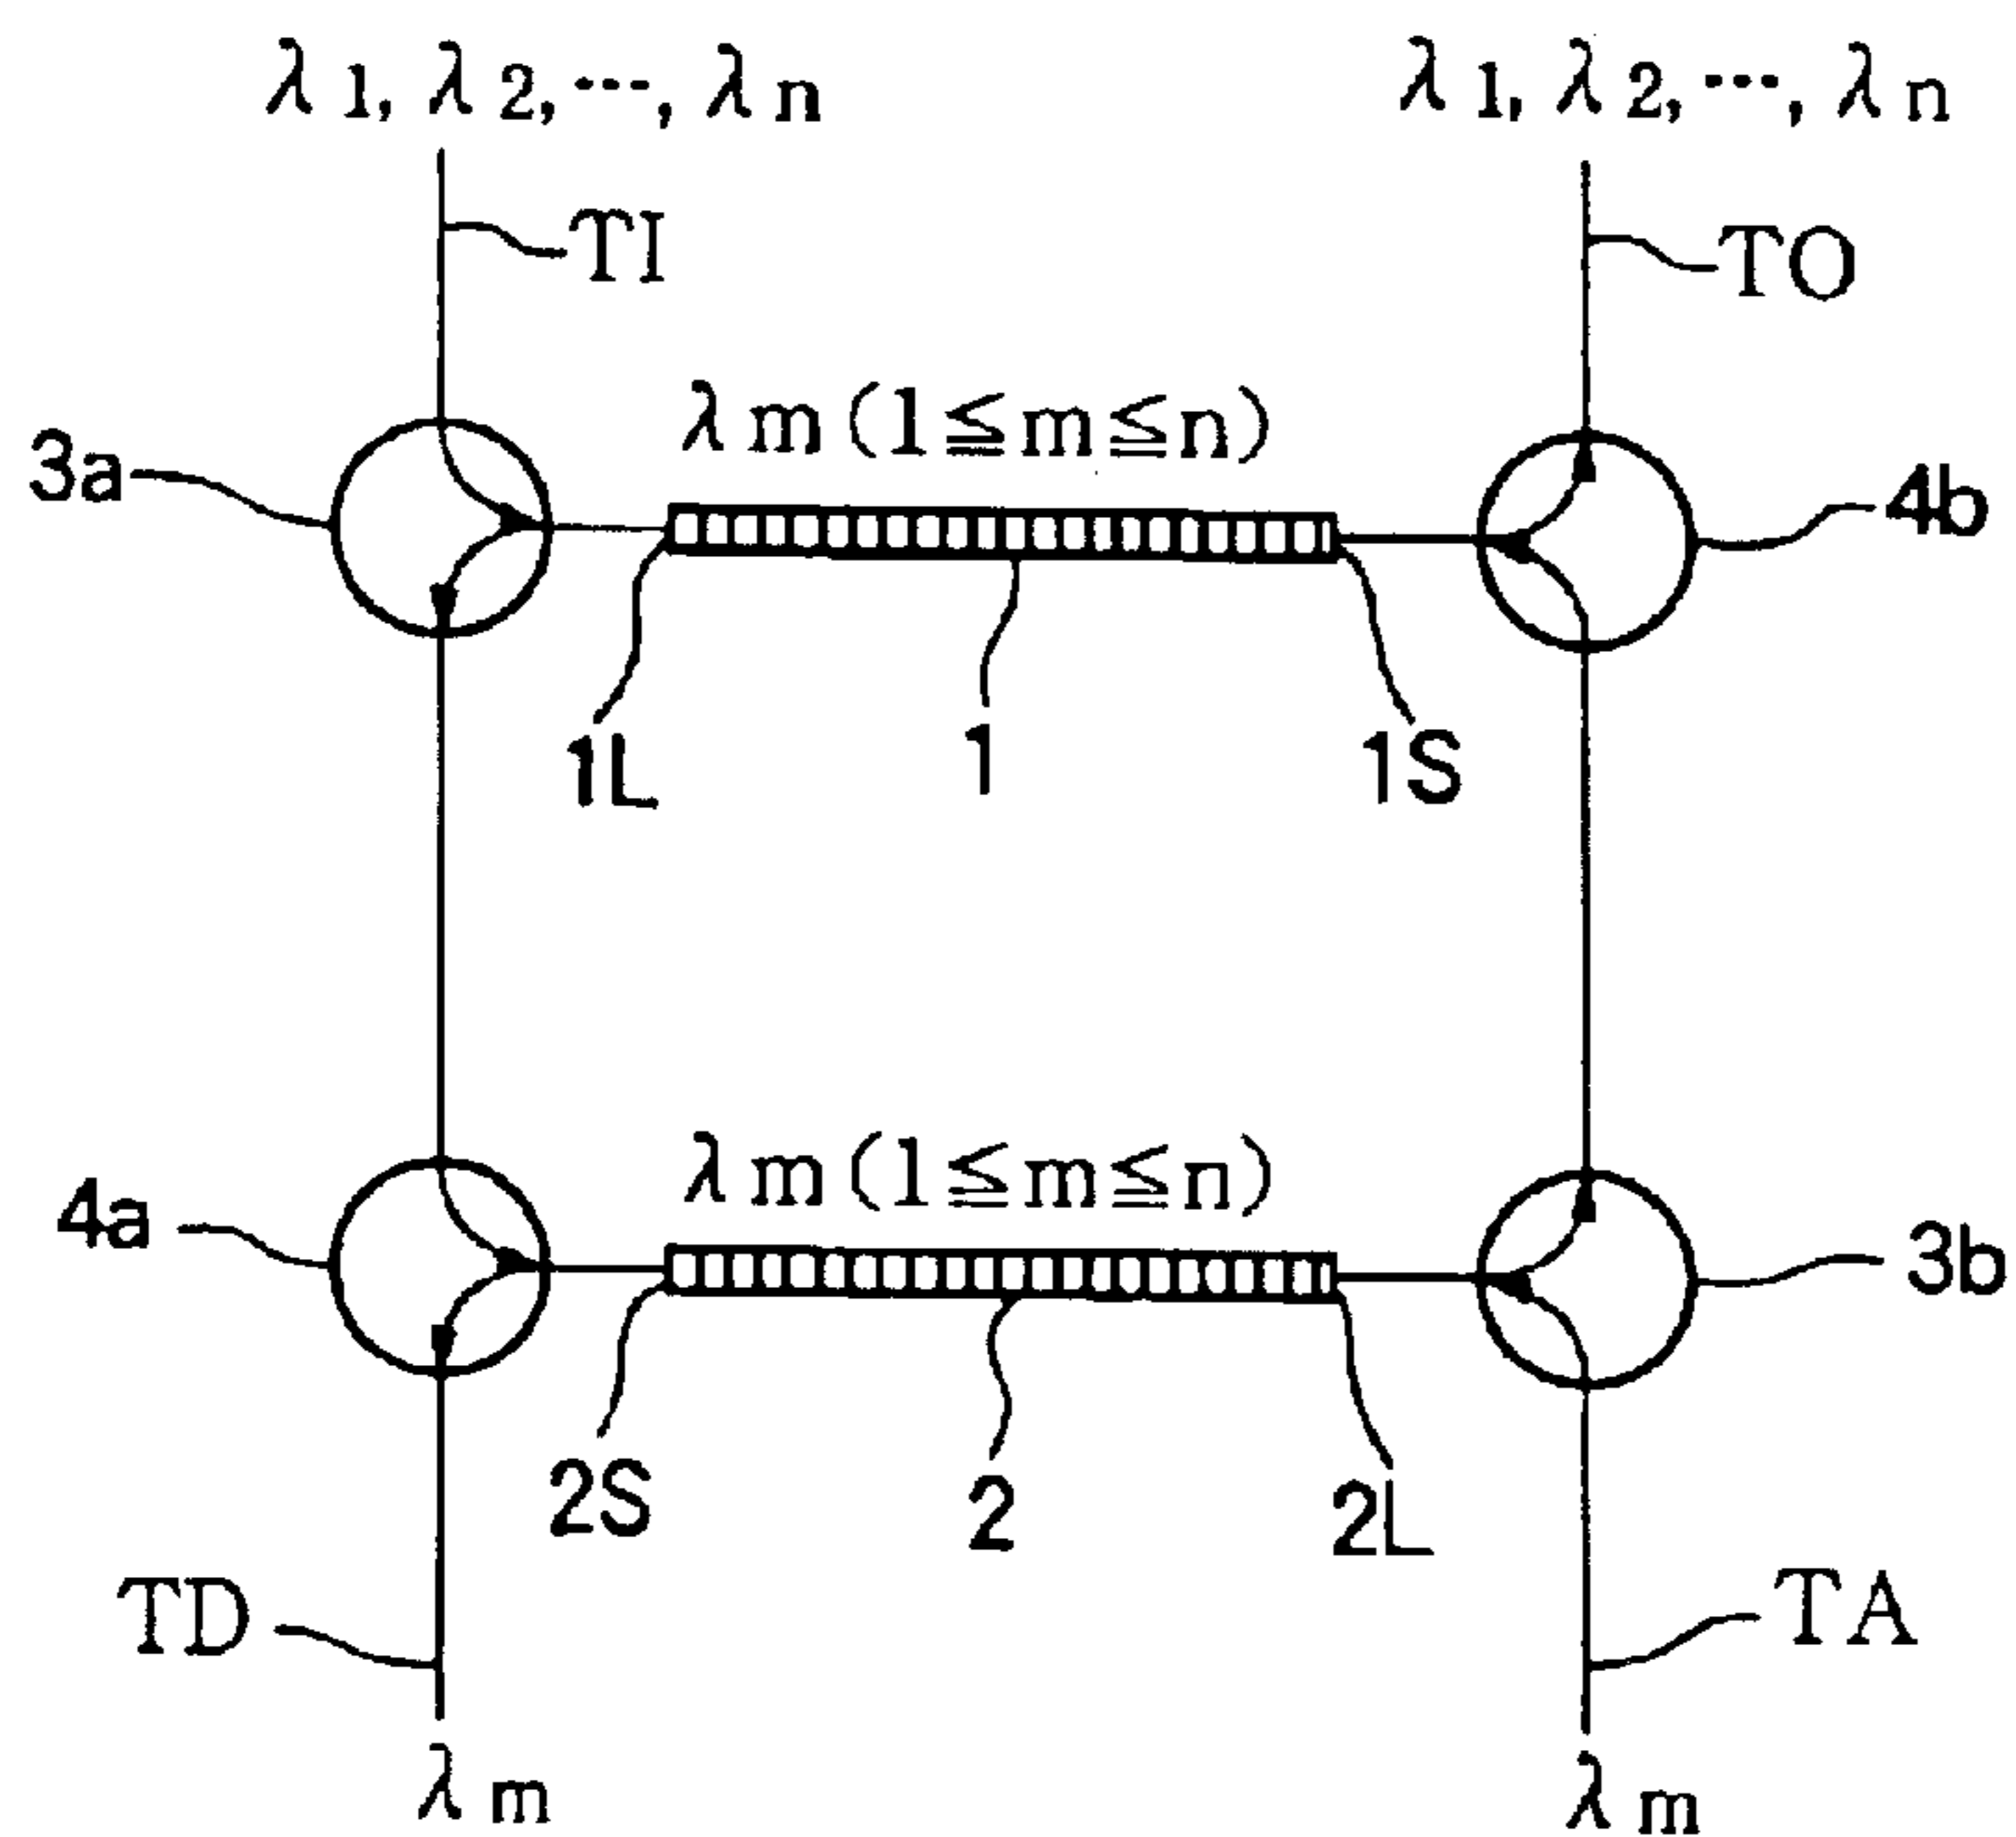 λ1, λ2, ···, λn
λ1, λ2, ···, λn
TI
TO
3a
λm(1≦m≦n)
4b
1L
1
1S
4a
λm(1≦m≦n)
3b
2S
2
2L
TD
TA
λm
λm